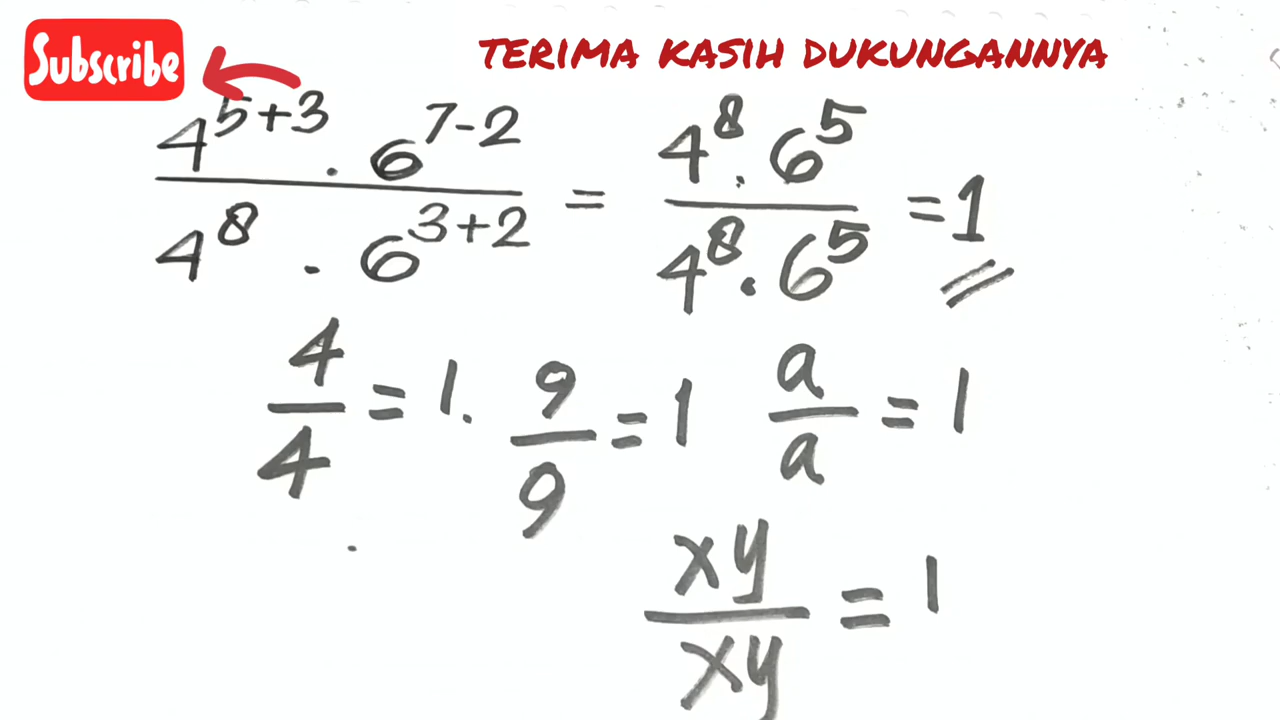 Subscribe
TERIMA KASIH DUKUNGANNYA
4^{5+3} . 6^{7-2} / 4^8 . 6^{3+2} = 4^8 . 6^5 / 4^8 . 6^5 = 1
4/4 = 1. 9/9 = 1 a/a = 1
xy/xy = 1